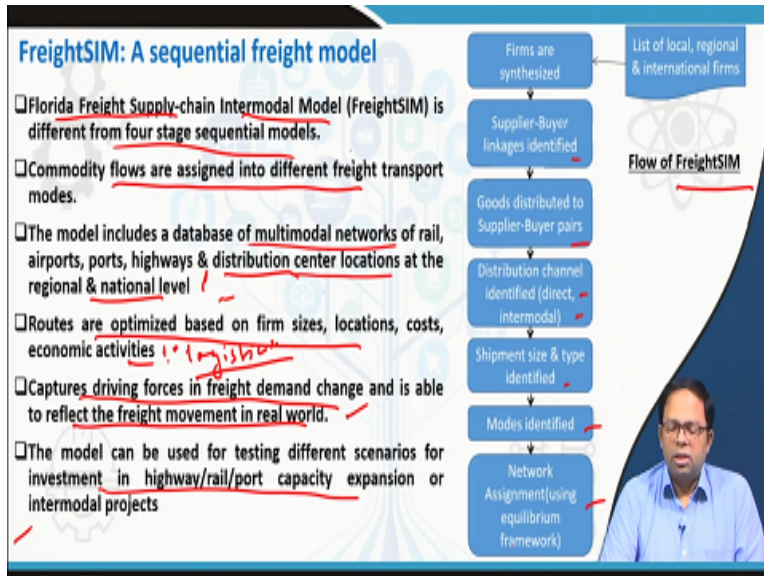 FreightSIM: A sequential freight model
❑Florida Freight Supply-chain Intermodal Model (FreightSIM) is
different from four stage sequential models.
❑Commodity flows are assigned into different freight transport
modes.
❑The model includes a database of multimodal networks of rail,
airports, ports, highways & distribution center locations at the
regional & national level
❑Routes are optimized based on firm sizes, locations, costs,
economic activities
❑Captures driving forces in freight demand change and is able
to reflect the freight movement in real world.
❑The model can be used for testing different scenarios for
investment in highway/rail/port capacity expansion or
intermodal projects
Firms are
synthesized
List of local, regional
& international firms
Supplier-Buyer
linkages identified
Flow of FreightSIM
Goods distributed to
Supplier-Buyer pairs
Distribution channel
identified (direct,
intermodal)
Shipment size & type
identified
Modes identified
Network
Assignment(using
equilibrium
framework)